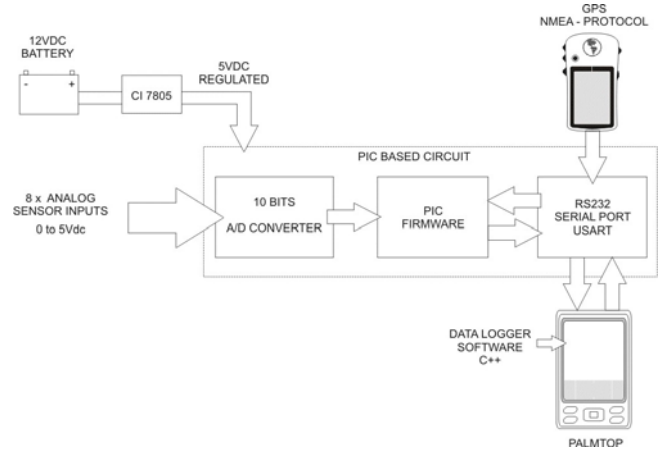 GPS
NMEA - PROTOCOL
12VDC
BATTERY
- +
CI 7805
5VDC
REGULATED
PIC BASED CIRCUIT
8 x ANALOG
SENSOR INPUTS
0 to 5Vdc
10 BITS
A/D CONVERTER
PIC
FIRMWARE
RS232
SERIAL PORT
USART
DATA LOGGER
SOFTWARE
C++
PALMTOP